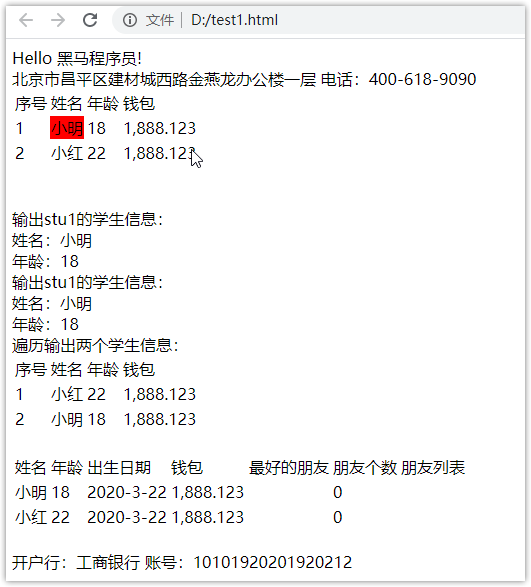 文件 | D:/test1.html
Hello 黑马程序员!
北京市昌平区建材城西路金燕龙办公楼一层 电话：400-618-9090
序号 姓名 年龄 钱包
1 小明 18 1,888.123
2 小红 22 1,888.123
输出stu1的学生信息：
姓名：小明
年龄：18
输出stu1的学生信息：
姓名：小明
年龄：18
遍历输出两个学生信息：
序号 姓名 年龄 钱包
1 小红 22 1,888.123
2 小明 18 1,888.123
姓名 年龄 出生日期 钱包 最好的朋友 朋友个数 朋友列表
小明 18 2020-3-22 1,888.123 0
小红 22 2020-3-22 1,888.123 0
开户行：工商银行 账号：10101920201920212